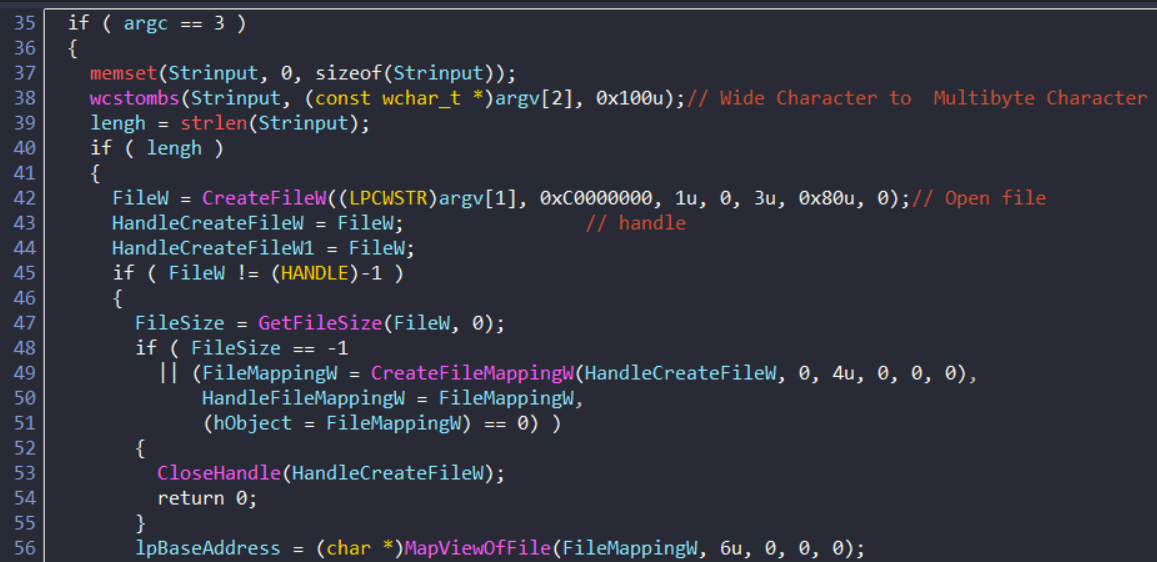 35 if ( argc == 3 )
36 {
37 memset(Strinput, 0, sizeof(Strinput));
38 wcstombs(Strinput, (const wchar_t *)argv[2], 0x100u);// Wide Character to  Multibyte Character
39 lengh = strlen(Strinput);
40 if ( lengh )
41 {
42 FileW = CreateFileW((LPCWSTR)argv[1], 0xC0000000, 1u, 0, 3u, 0x80u, 0);// Open file
43 HandleCreateFileW = FileW; // handle
44 HandleCreateFileW1 = FileW;
45 if ( FileW != (HANDLE)-1 )
46 {
47 FileSize = GetFileSize(FileW, 0);
48 if ( FileSize == -1
49 || (FileMappingW = CreateFileMappingW(HandleCreateFileW, 0, 4u, 0, 0, 0),
50 HandleFileMappingW = FileMappingW,
51 (hObject = FileMappingW) == 0) )
52 {
53 CloseHandle(HandleCreateFileW);
54 return 0;
55 }
56 lpBaseAddress = (char *)MapViewOfFile(FileMappingW, 6u, 0, 0, 0);